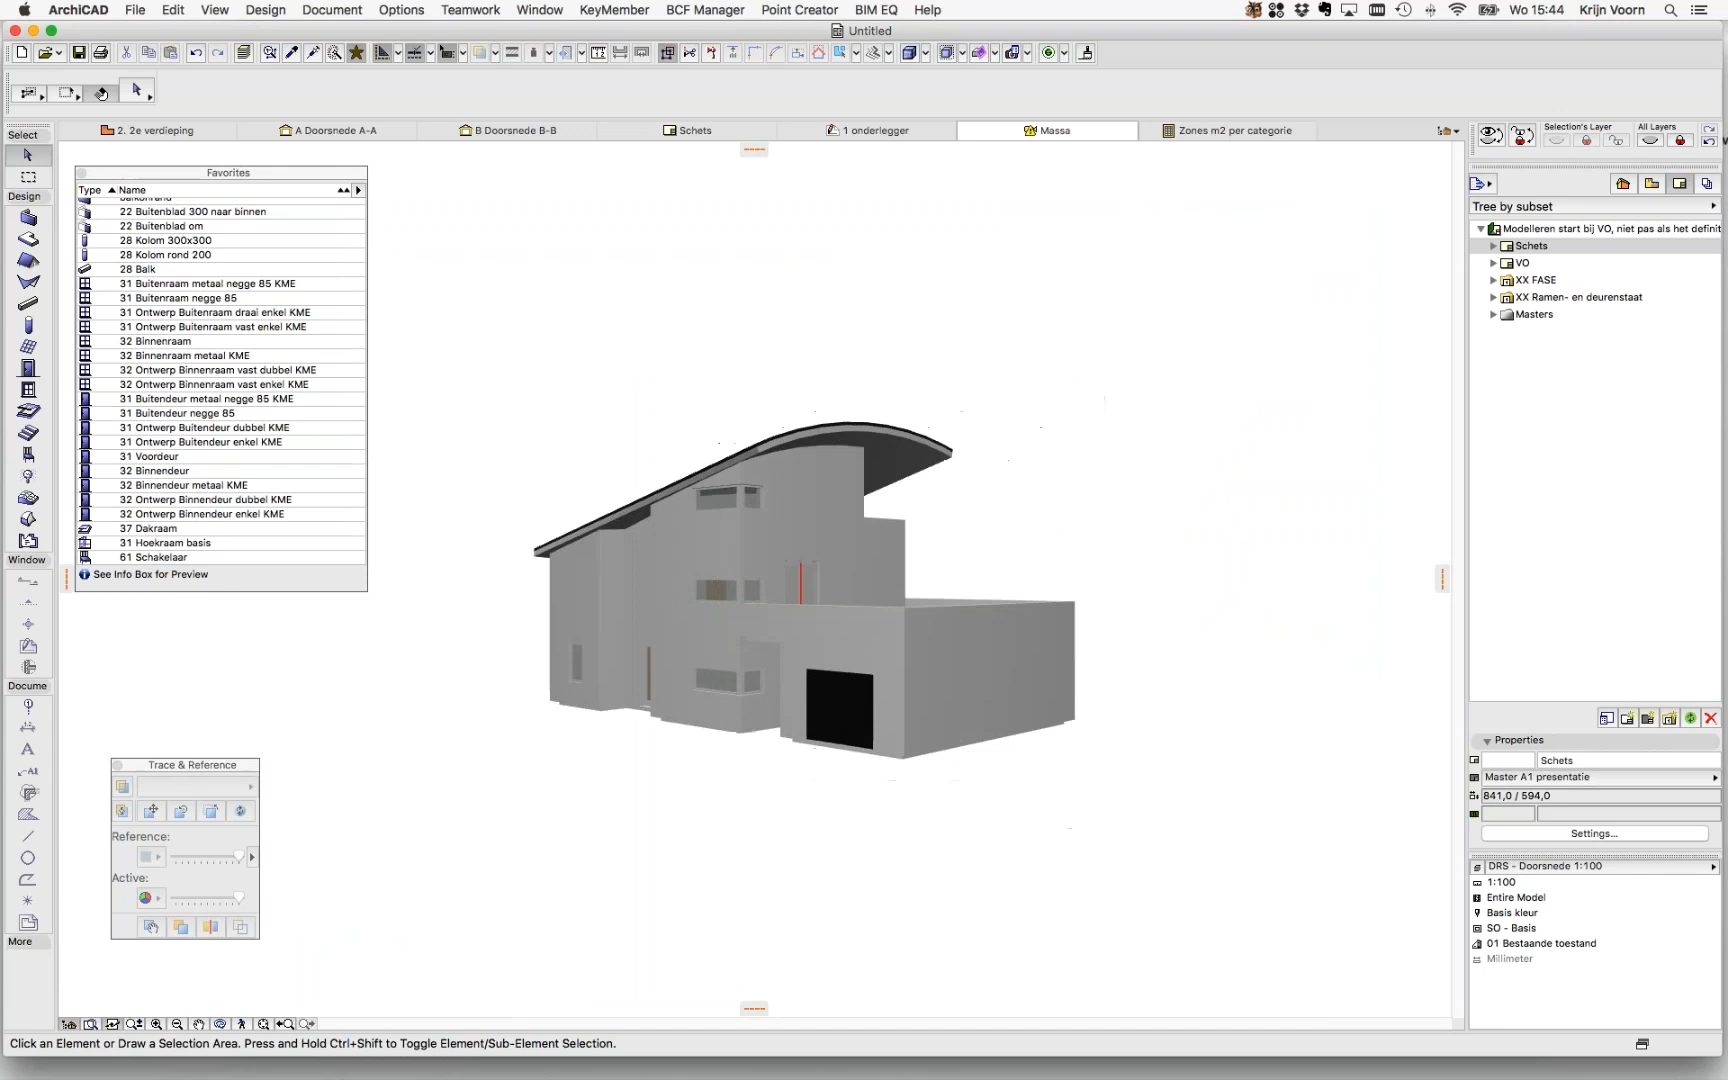 ArchiCAD File Edit View Design Document Options Teamwork Window KeyMember BCF Manager Point Creator BIM EQ Help Wo 15:44 Krijn Voorn
Untitled
2. 2e verdieping A Doorsnede A-A B Doorsnede B-B Schets 1 onderlegger Massa Zones m2 per categorie
Selection's Layer All Layers
Select
Design
Window
Docume
More
Favorites
Type Name
balkonrand
22 Buitenblad 300 naar binnen
22 Buitenblad om
28 Kolom 300x300
28 Kolom rond 200
28 Balk
31 Buitenraam metaal negge 85 KME
31 Buitenraam negge 85
31 Ontwerp Buitenraam draai enkel KME
31 Ontwerp Buitenraam vast enkel KME
32 Binnenraam
32 Binnenraam metaal KME
32 Ontwerp Binnenraam vast dubbel KME
32 Ontwerp Binnenraam vast enkel KME
31 Buitendeur metaal negge 85 KME
31 Buitendeur negge 85
31 Ontwerp Buitendeur dubbel KME
31 Ontwerp Buitendeur enkel KME
31 Voordeur
32 Binnendeur
32 Binnendeur metaal KME
32 Ontwerp Binnendeur dubbel KME
32 Ontwerp Binnendeur enkel KME
37 Dakraam
31 Hoekraam basis
61 Schakelaar
See Info Box for Preview
Trace & Reference
Reference:
Active:
Tree by subset
Modelleren start bij VO, niet pas als het definit
Schets
VO
XX FASE
XX Ramen- en deurenstaat
Masters
Properties
Schets
Master A1 presentatie
841,0 / 594,0
Settings...
DRS - Doorsnede 1:100
1:100
Entire Model
Basis kleur
SO - Basis
01 Bestaande toestand
Millimeter
Click an Element or Draw a Selection Area. Press and Hold Ctrl+Shift to Toggle Element/Sub-Element Selection.